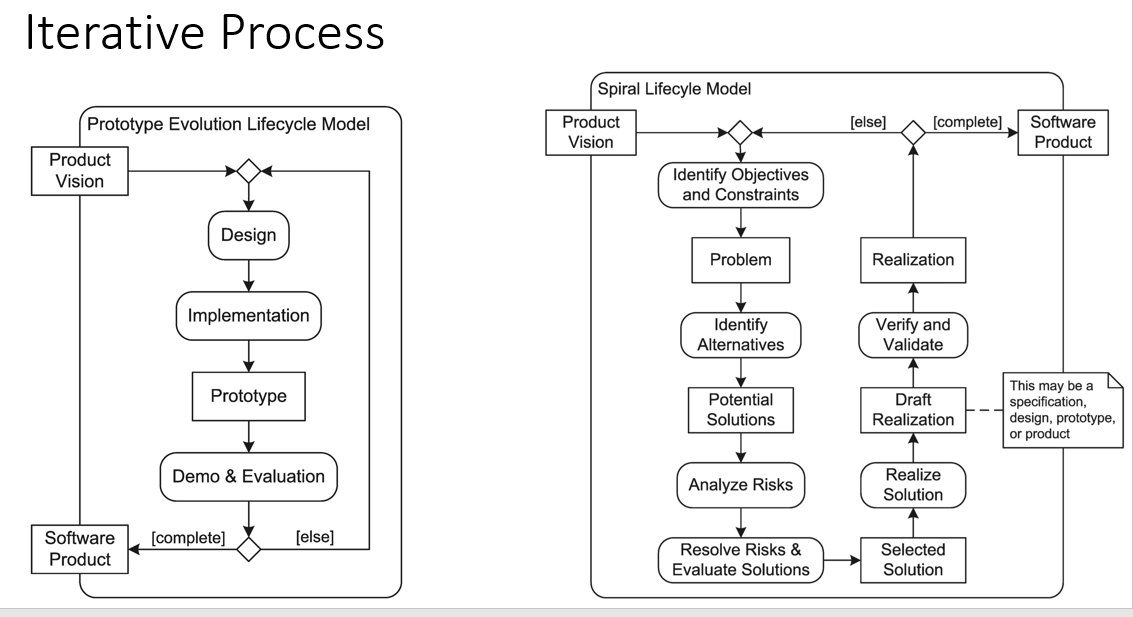 Iterative Process
Prototype Evolution Lifecycle Model
Product
Vision
Design
Implementation
Prototype
Demo & Evaluation
Software
Product
[complete]
[else]
Spiral Lifecyle Model
Product
Vision
[else]
[complete]
Software
Product
Identify Objectives
and Constraints
Problem
Identify
Alternatives
Potential
Solutions
Analyze Risks
Resolve Risks &
Evaluate Solutions
Selected
Solution
Realize
Solution
Draft
Realization
This may be a
specification,
design, prototype,
or product
Verify and
Validate
Realization